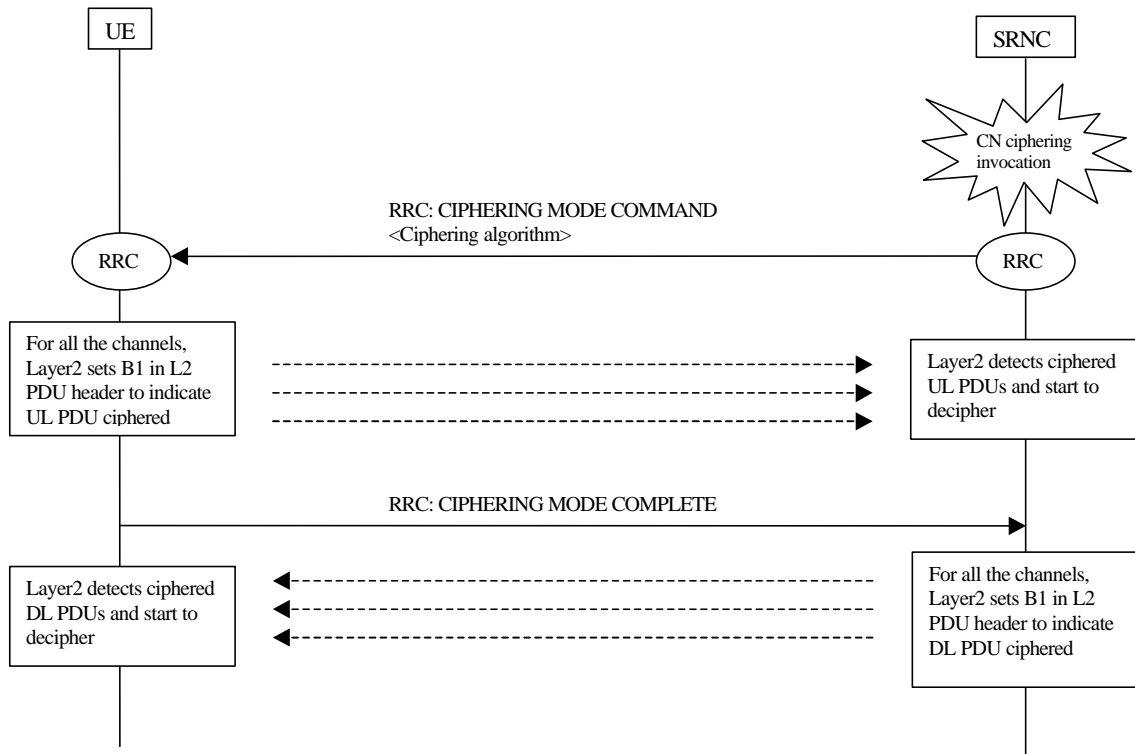 UE
SRNC
CN ciphering
invocation
RRC: CIPHERING MODE COMMAND
<Ciphering algorithm>
RRC
RRC
For all the channels,
Layer2 sets B1 in L2
PDU header to indicate
UL PDU ciphered
Layer2 detects ciphered
UL PDUs and start to
decipher
RRC: CIPHERING MODE COMPLETE
Layer2 detects ciphered
DL PDUs and start to
decipher
For all the channels,
Layer2 sets B1 in L2
PDU header to indicate
DL PDU ciphered